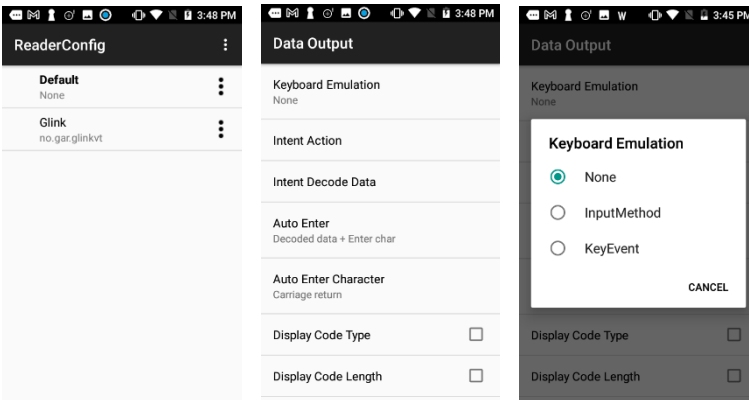 3:48 PM
ReaderConfig
Default
None
Glink
no.gar.glinkvt
3:48 PM
Data Output
Keyboard Emulation
None
Intent Action
Intent Decode Data
Auto Enter
Decoded data + Enter char
Auto Enter Character
Carriage return
Display Code Type
Display Code Length
W 3:45 PM
Data Output
Keyboard Emulation
None
Keyboard Emulation
None
InputMethod
KeyEvent
CANCEL
Display Code Type
Display Code Length